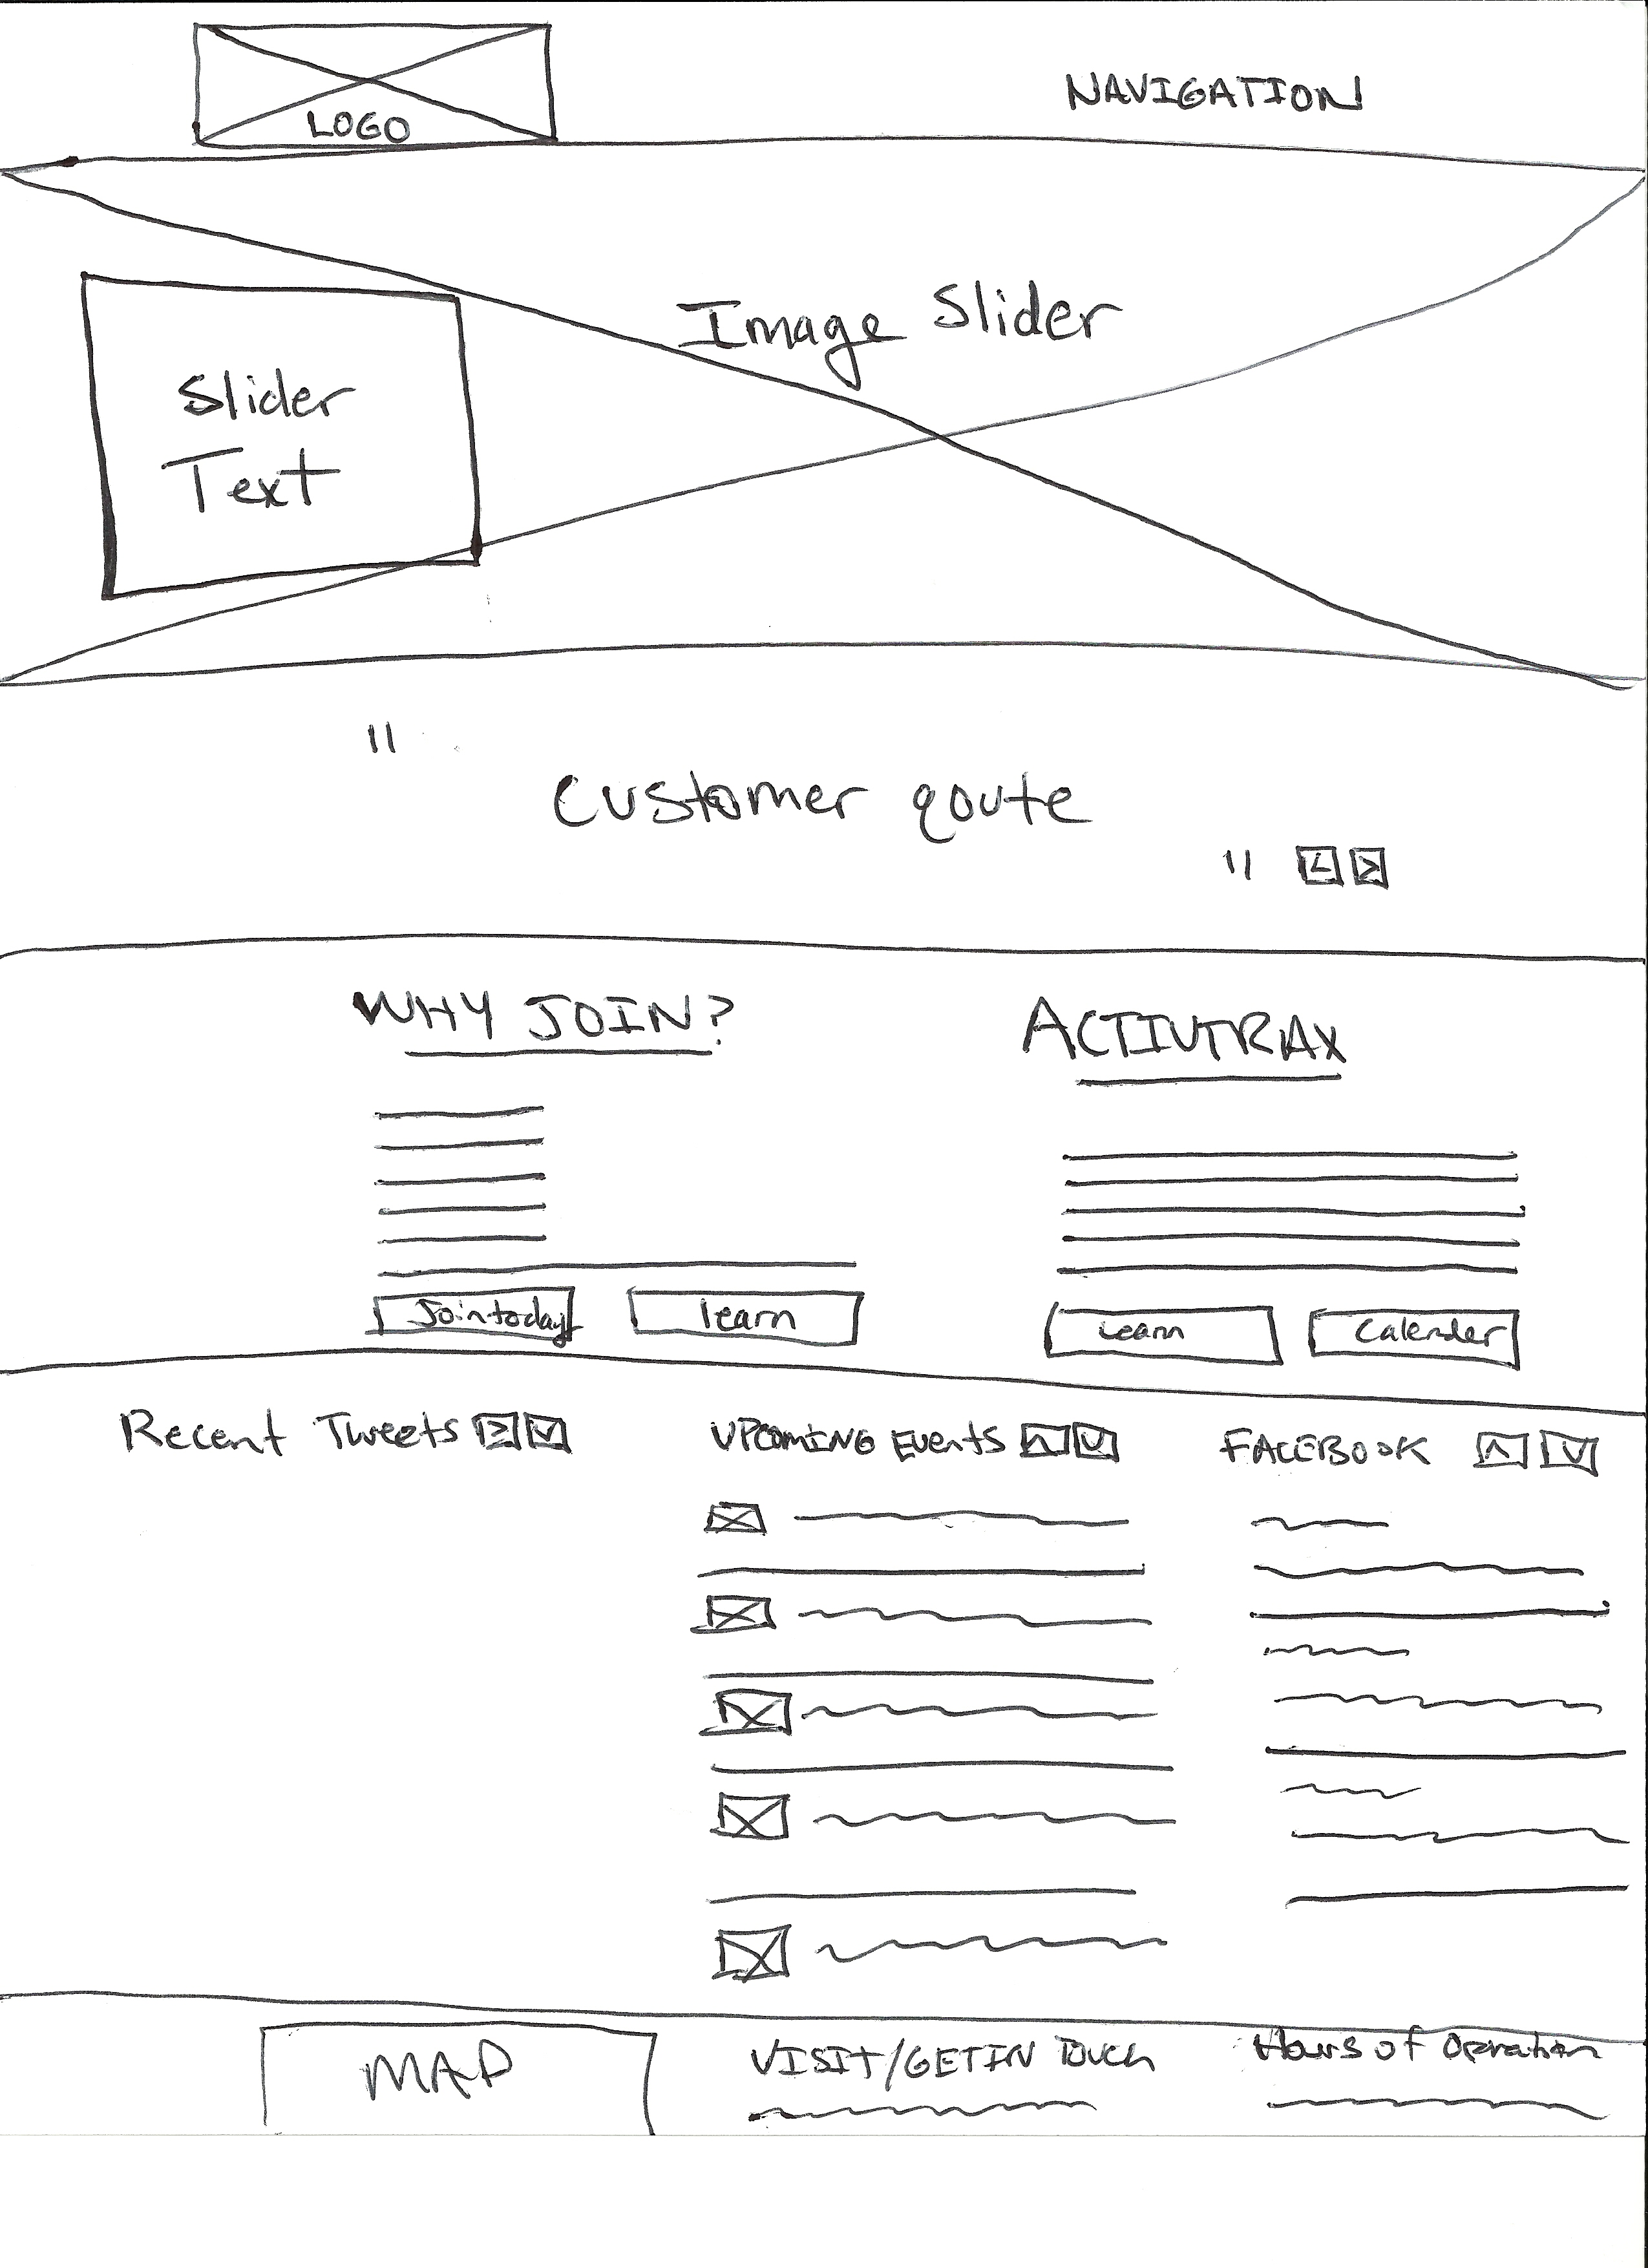 LOGO
NAVIGATION
Image Slider
Slider
Text
"
Customer qoute
" < >
WHY JOIN?
ACTIVTRAX
Join today
learn
Learn
Calender
Recent Tweets
UPCOMING EVENTS
FACEBOOK
MAP
VISIT/GET IN TOUCH
Hours of Operation